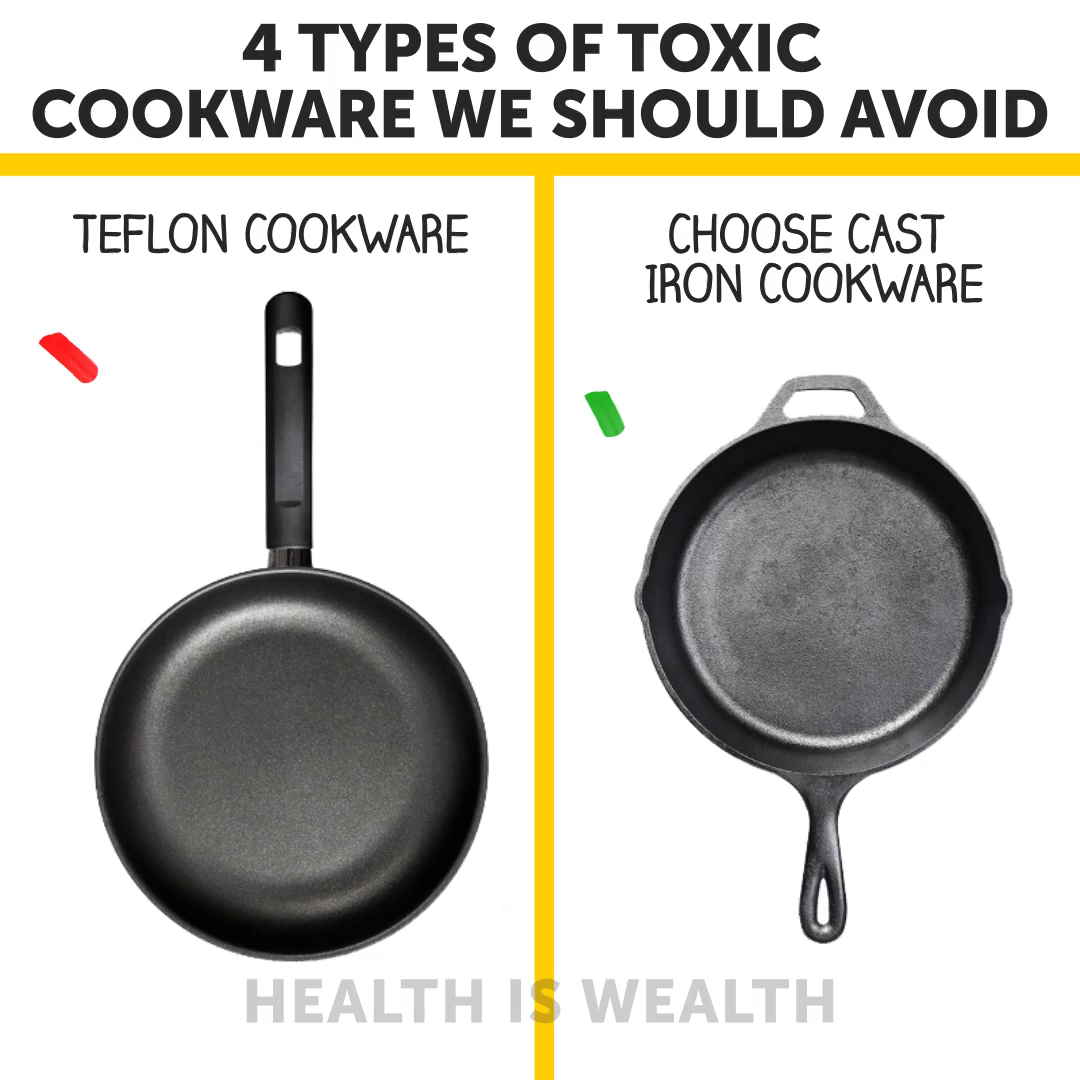 4 TYPES OF TOXIC
COOKWARE WE SHOULD AVOID
TEFLON COOKWARE
CHOOSE CAST
IRON COOKWARE
HEALTH IS WEALTH